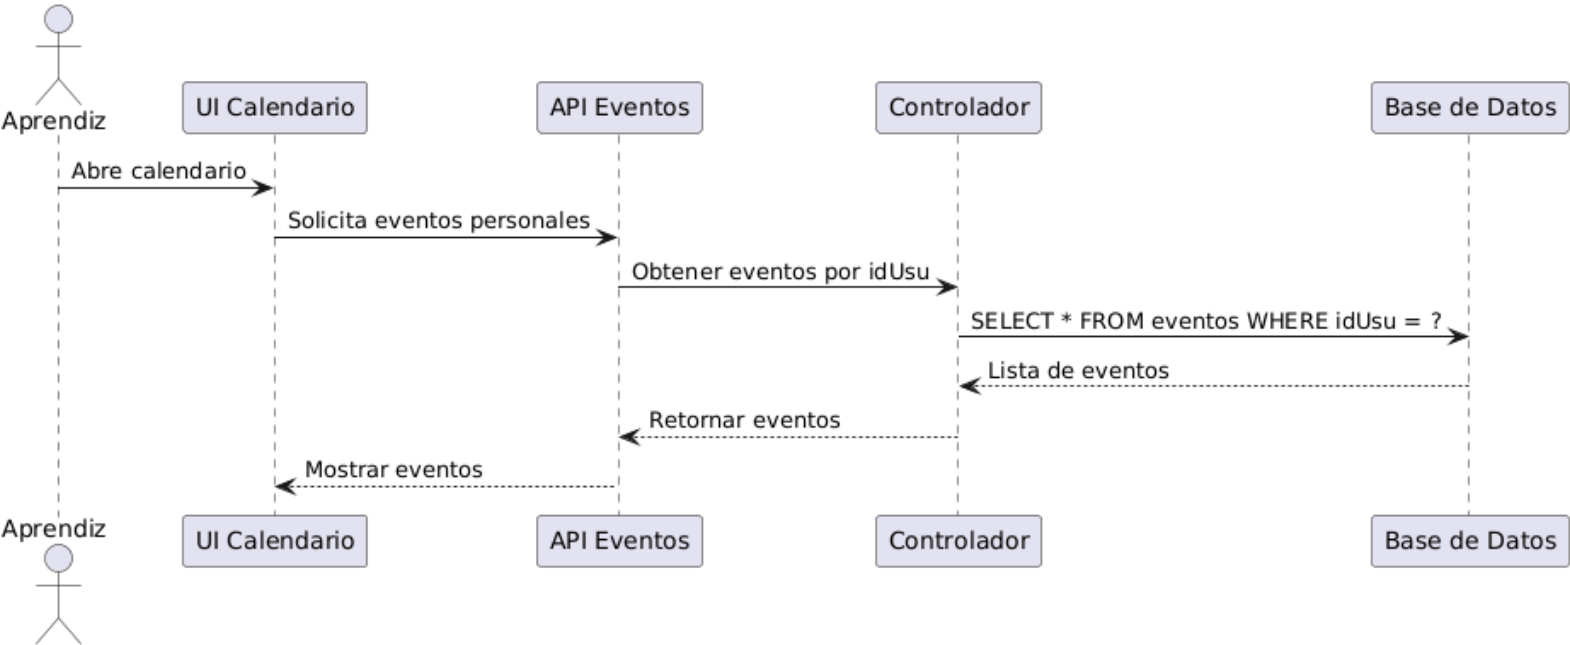 Aprendiz
UI Calendario
API Eventos
Controlador
Base de Datos
Abre calendario
Solicita eventos personales
Obtener eventos por idUsu
SELECT * FROM eventos WHERE idUsu = ?
Lista de eventos
Retornar eventos
Mostrar eventos
Aprendiz
UI Calendario
API Eventos
Controlador
Base de Datos